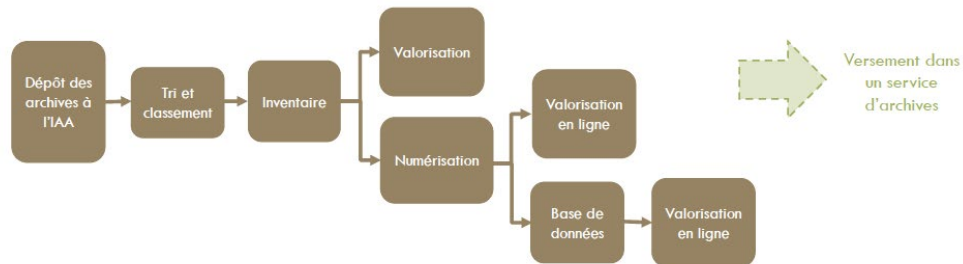 Dépôt des
archives à
l'IAA
Tri et
classement
Inventaire
Valorisation
Numérisation
Valorisation
en ligne
Base de
données
Valorisation
en ligne
Versement dans
un service
d'archives